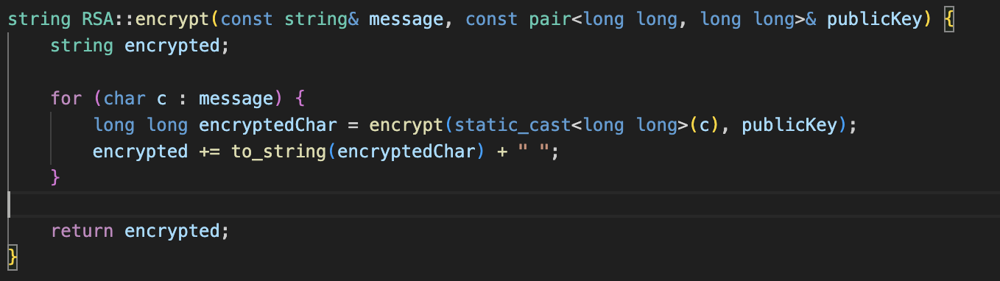 string RSA::encrypt(const string& message, const pair<long long, long long>& publicKey) {
    string encrypted;

    for (char c : message) {
        long long encryptedChar = encrypt(static_cast<long long>(c), publicKey);
        encrypted += to_string(encryptedChar) + " ";
    }

    return encrypted;
}